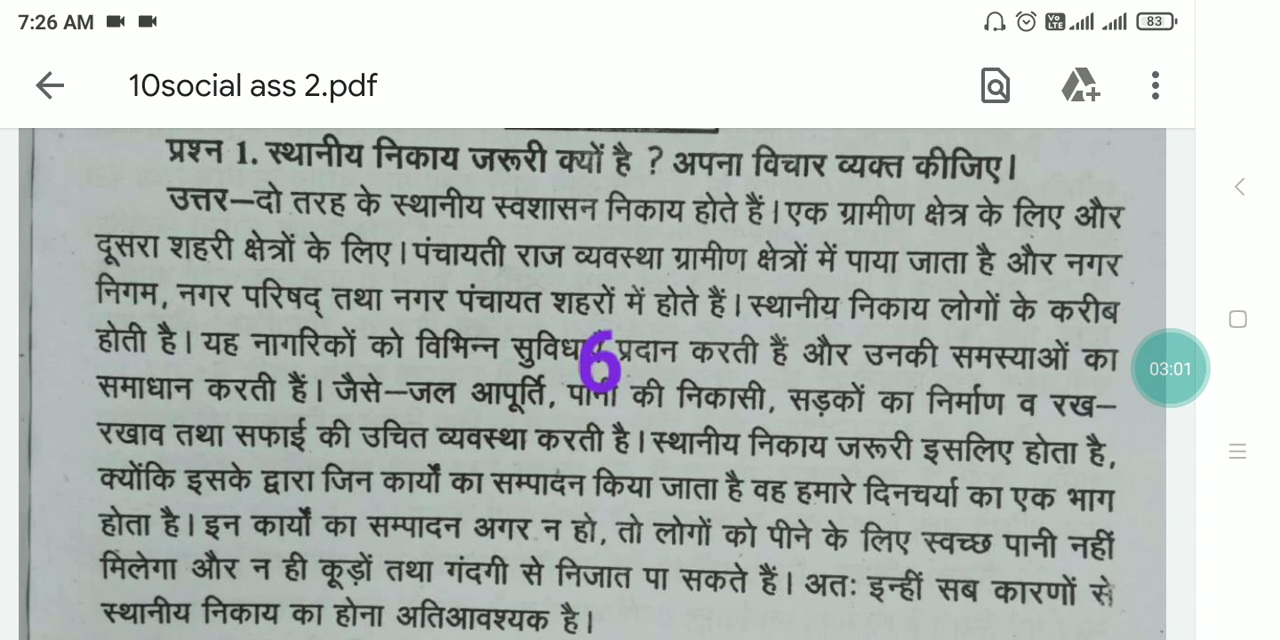 7:26 AM
Vo LTE
83
10social ass 2.pdf
प्रश्न 1. स्थानीय निकाय जरूरी क्यों है ? अपना विचार व्यक्त कीजिए।
उत्तर—दो तरह के स्थानीय स्वशासन निकाय होते हैं। एक ग्रामीण क्षेत्र के लिए और
दूसरा शहरी क्षेत्रों के लिए। पंचायती राज व्यवस्था ग्रामीण क्षेत्रों में पाया जाता है और नगर
निगम, नगर परिषद् तथा नगर पंचायत शहरों में होते हैं। स्थानीय निकाय लोगों के करीब
होती है। यह नागरिकों को विभिन्न 6 प्रदान करती हैं और उनकी समस्याओं का
03:01
समाधान करती हैं। जैसे—जल आपूर्ति, पानी की निकासी, सड़कों का निर्माण व रख—
रखाव तथा सफाई की उचित व्यवस्था करती है। स्थानीय निकाय जरूरी इसलिए होता है,
क्योंकि इसके द्वारा जिन कार्यों का सम्पादन किया जाता है वह हमारे दिनचर्या का एक भाग
होता है। इन कार्यों का सम्पादन अगर न हो, तो लोगों को पीने के लिए स्वच्छ पानी नहीं
मिलेगा और न ही कूड़ों तथा गंदगी से निजात पा सकते हैं। अतः इन्हीं सब कारणों से
स्थानीय निकाय का होना अतिआवश्यक है।